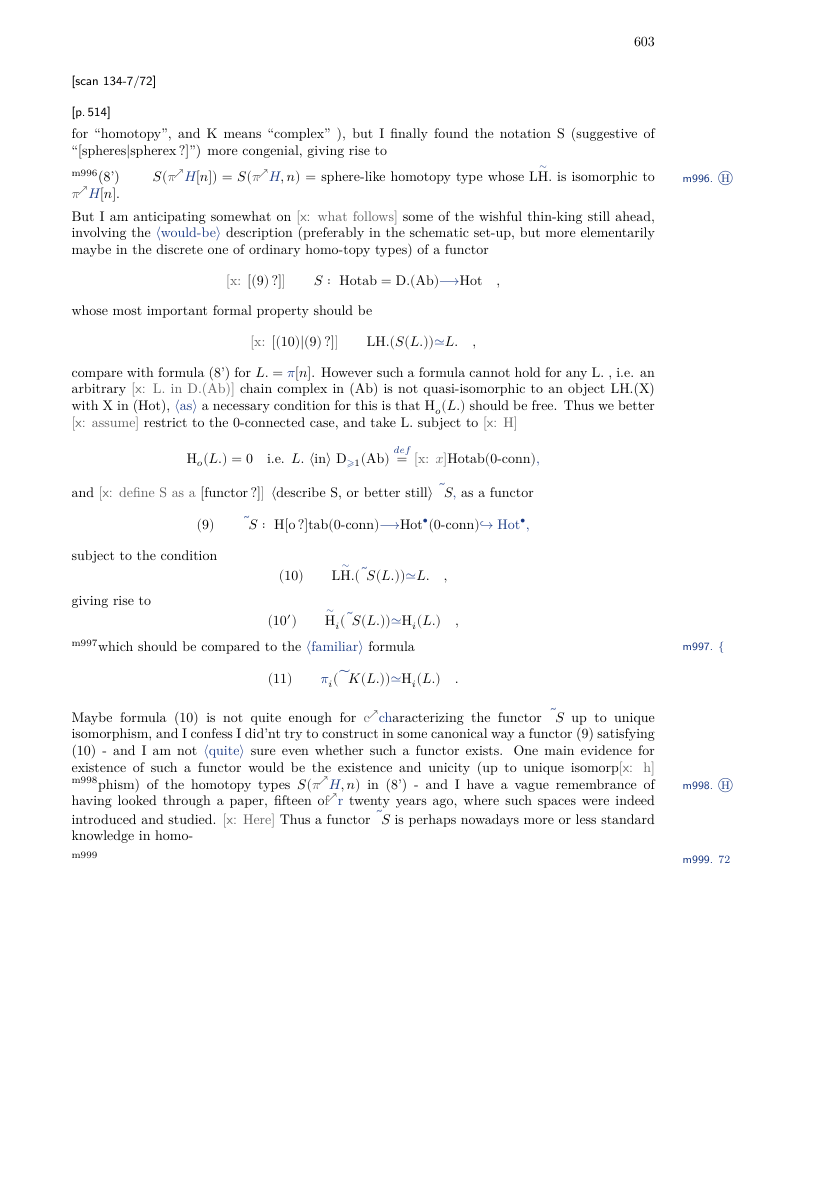 603
[scan 134-7/72]
[p. 514]
for “homotopy”, and K means “complex” ), but I finally found the notation S (suggestive of
“[spheres|spherex ?]”) more congenial, giving rise to
m996(8’) S(π↗H[n]) = S(π↗H, n) = sphere-like homotopy type whose LH̃. is isomorphic to
m996. Ⓗ
π↗H[n].
But I am anticipating somewhat on [x: what follows] some of the wishful thin-king still ahead,
involving the ⟨would-be⟩ description (preferably in the schematic set-up, but more elementarily
maybe in the discrete one of ordinary homo-topy types) of a functor
[x: [(9) ?]] S : Hotab = D.(Ab)⟶Hot ,
whose most important formal property should be
[x: [(10)|(9) ?]] LH.(S(L.))≃L. ,
compare with formula (8’) for L. = π[n]. However such a formula cannot hold for any L. , i.e. an
arbitrary [x: L. in D.(Ab)] chain complex in (Ab) is not quasi-isomorphic to an object LH.(X)
with X in (Hot), ⟨as⟩ a necessary condition for this is that Hₒ(L.) should be free. Thus we better
[x: assume] restrict to the 0-connected case, and take L. subject to [x: H]
Hₒ(L.) = 0 i.e. L. ⟨in⟩ D⩾1(Ab) def= [x: x]Hotab(0-conn),
and [x: define S as a [functor ?]] ⟨describe S, or better still⟩ ˜S, as a functor
(9) ˜S : H[o ?]tab(0-conn)⟶Hot•(0-conn)↪ Hot•,
subject to the condition
(10) LH̃.(˜S(L.))≃L. ,
giving rise to
(10′) H̃ᵢ(˜S(L.))≃Hᵢ(L.) ,
m997which should be compared to the ⟨familiar⟩ formula
m997. {
(11) πᵢ(˜K(L.))≃Hᵢ(L.) .
Maybe formula (10) is not quite enough for c↗characterizing the functor ˜S up to unique
isomorphism, and I confess I did'nt try to construct in some canonical way a functor (9) satisfying
(10) - and I am not ⟨quite⟩ sure even whether such a functor exists. One main evidence for
existence of such a functor would be the existence and unicity (up to unique isomorp[x: h]
m998phism) of the homotopy types S(π↗H, n) in (8’) - and I have a vague remembrance of
m998. Ⓗ
having looked through a paper, fifteen of↗r twenty years ago, where such spaces were indeed
introduced and studied. [x: Here] Thus a functor ˜S is perhaps nowadays more or less standard
knowledge in homo-
m999
m999. 72